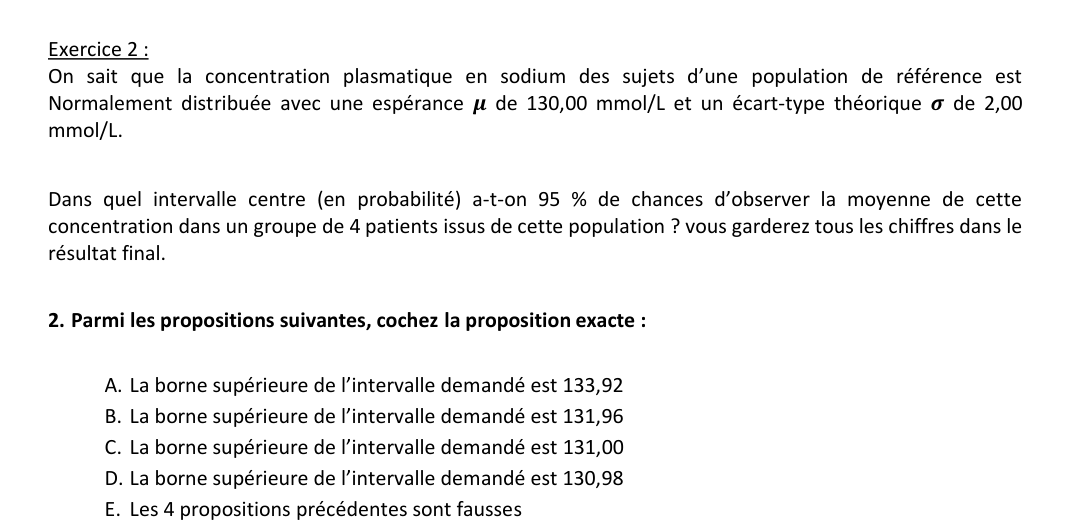 Exercice 2 :
On sait que la concentration plasmatique en sodium des sujets d’une population de référence est
Normalement distribuée avec une espérance μ de 130,00 mmol/L et un écart-type théorique σ de 2,00
mmol/L.
Dans quel intervalle centre (en probabilité) a-t-on 95 % de chances d’observer la moyenne de cette
concentration dans un groupe de 4 patients issus de cette population ? vous garderez tous les chiffres dans le
résultat final.
2. Parmi les propositions suivantes, cochez la proposition exacte :
A. La borne supérieure de l’intervalle demandé est 133,92
B. La borne supérieure de l’intervalle demandé est 131,96
C. La borne supérieure de l’intervalle demandé est 131,00
D. La borne supérieure de l’intervalle demandé est 130,98
E. Les 4 propositions précédentes sont fausses